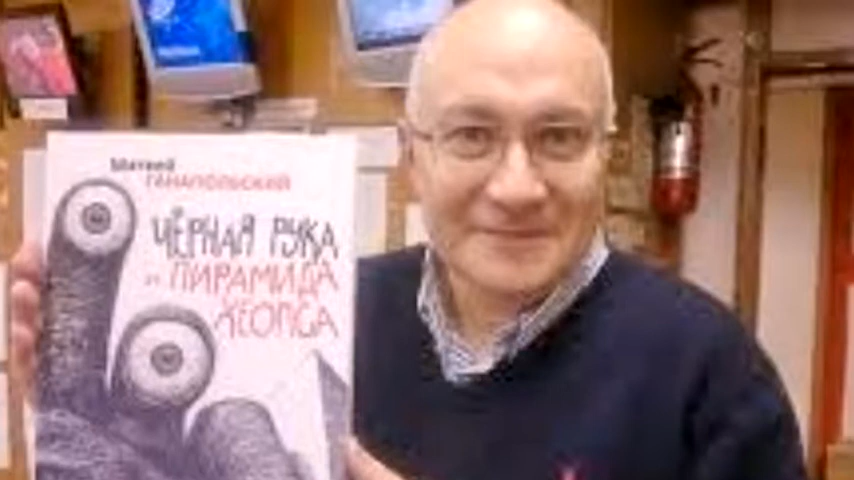 Матвей
ГАНАПОЛЬСКИЙ
ЧЁРНАЯ РУКА
и ПИРАМИДА
ХЕОПСА